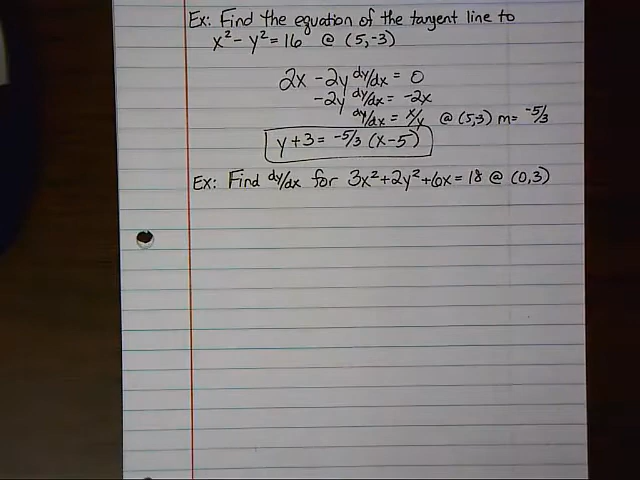 Ex: Find the equation of the tangent line to
x² - y² = 16 @ (5,-3)
2x - 2y dy/dx = 0
-2y dy/dx = -2x
dy/dx = x/y @ (5,-3) m = -5/3
y + 3 = -5/3 (x - 5)
Ex: Find dy/dx for 3x² + 2y² + 6x = 18 @ (0,3)